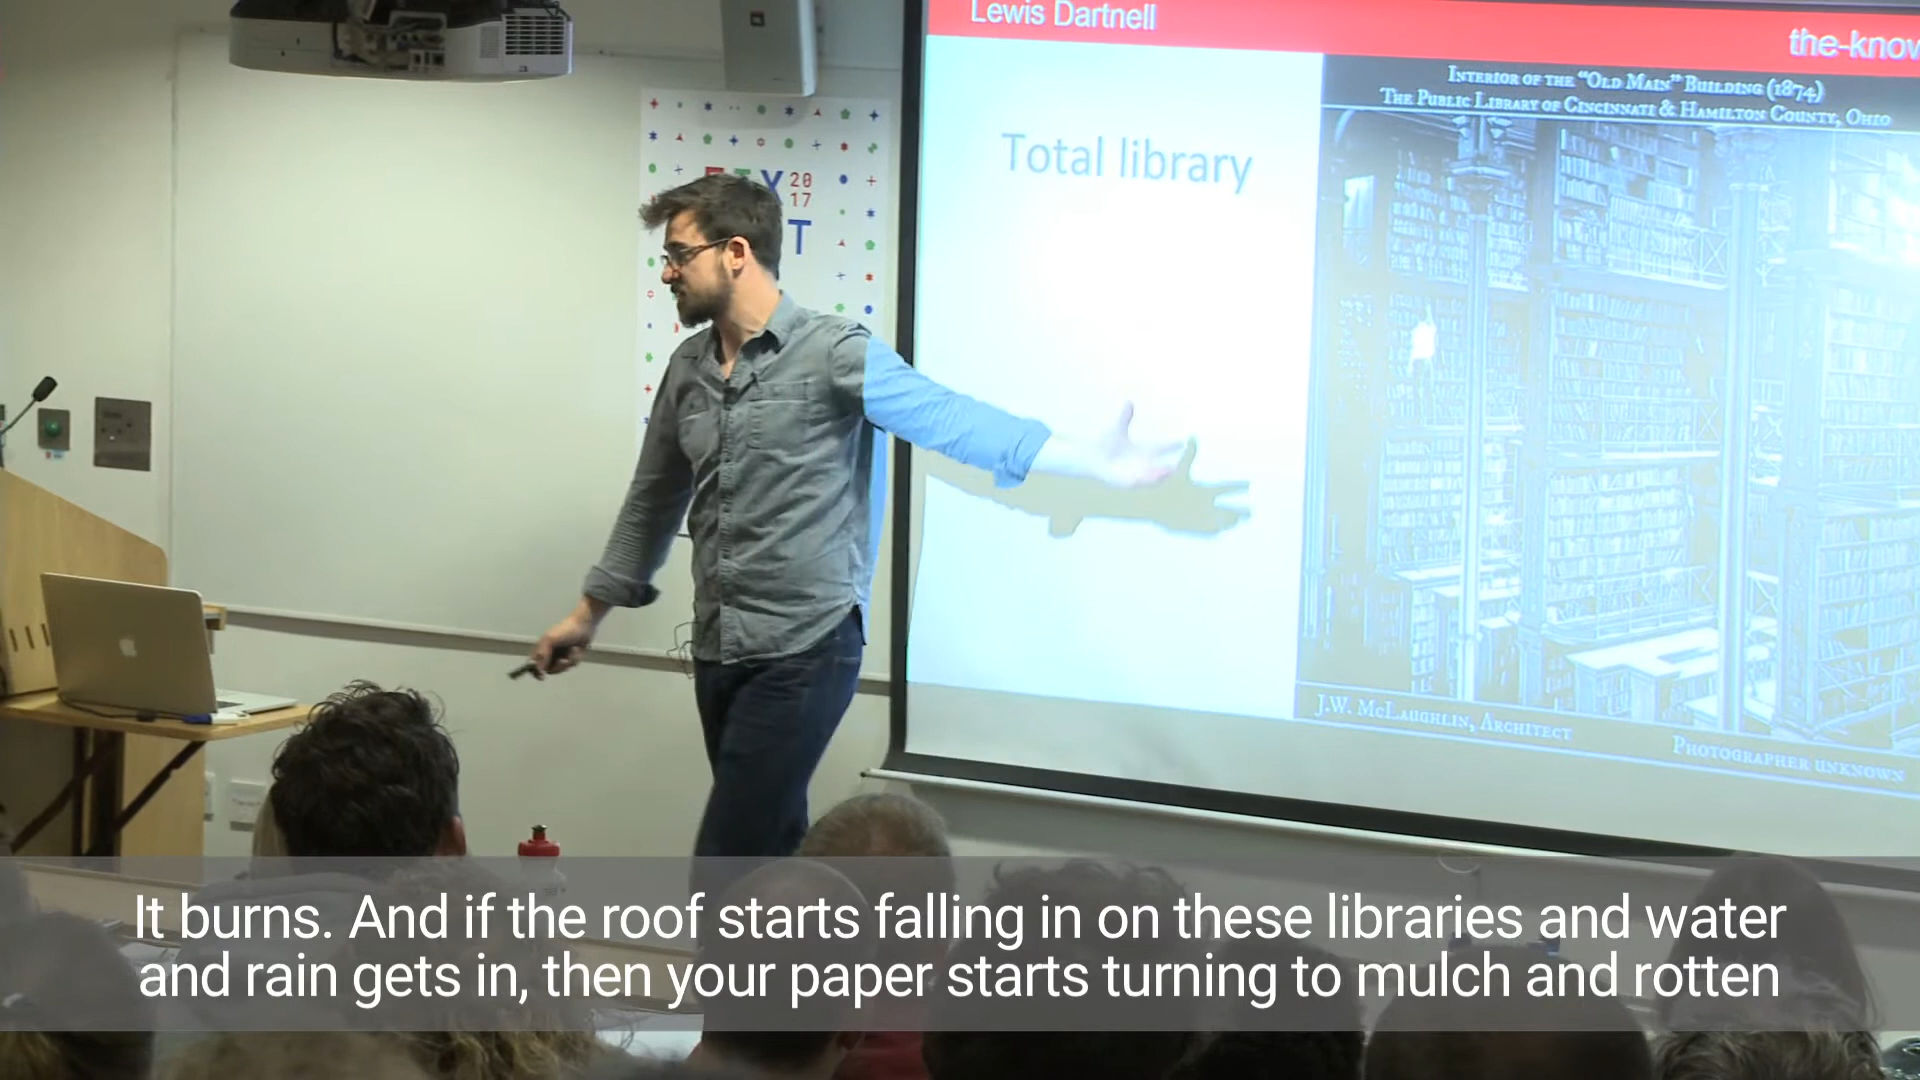 Lewis Dartnell
the-know
INTERIOR OF THE "OLD MAIN" BUILDING (1874)
THE PUBLIC LIBRARY OF CINCINNATI & HAMILTON COUNTY, OHIO
Total library
20
17
T
J.W. MCLAUGHLIN, ARCHITECT
PHOTOGRAPHER UNKNOWN
It burns. And if the roof starts falling in on these libraries and water
and rain gets in, then your paper starts turning to mulch and rotten